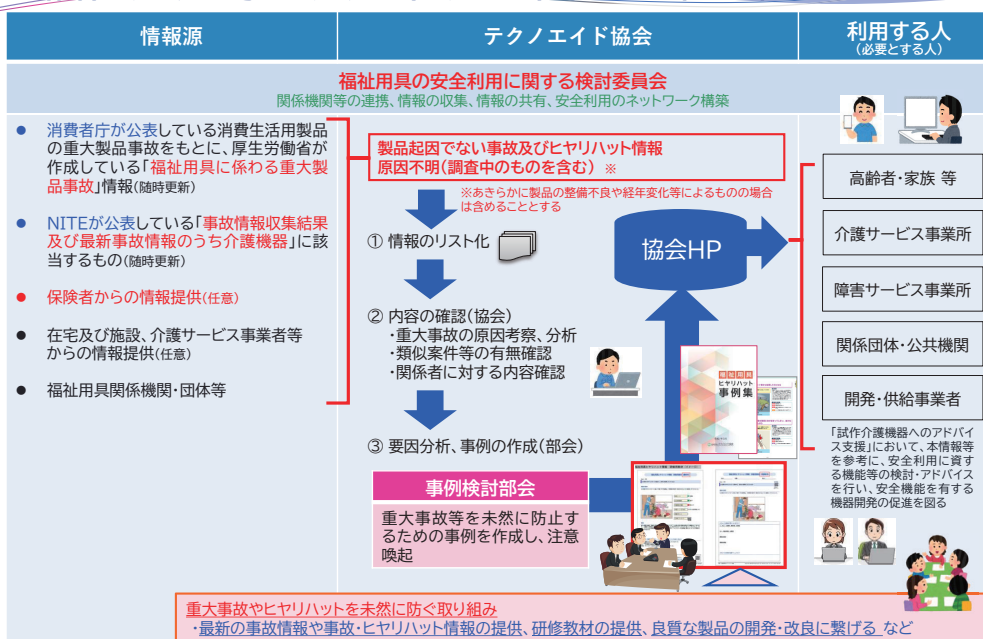 情報源
テクノエイド協会
利用する人
(必要とする人)
福祉用具の安全利用に関する検討委員会
関係機関等の連携、情報の収集、情報の共有、安全利用のネットワーク構築
● 消費者庁が公表している消費生活用製品
の重大製品事故をもとに、厚生労働省が
作成している「福祉用具に係わる重大製
品事故」情報(随時更新)
● NITEが公表している「事故情報収集結果
及び最新事故情報のうち介護機器」に該
当するもの(随時更新)
● 保険者からの情報提供(任意)
● 在宅及び施設、介護サービス事業者等
からの情報提供(任意)
● 福祉用具関係機関・団体等
製品起因でない事故及びヒヤリハット情報
原因不明(調査中のものを含む) ※
※あきらかに製品の整備不良や経年変化等によるものの場合
は含めることとする
① 情報のリスト化
② 内容の確認(協会)
・重大事故の原因考察、分析
・類似案件等の有無確認
・関係者に対する内容確認
③ 要因分析、事例の作成(部会)
事例検討部会
重大事故等を未然に防止す
るための事例を作成し、注意
喚起
協会HP
福祉用具
ヒヤリハット
事例集
高齢者・家族 等
介護サービス事業所
障害サービス事業所
関係団体・公共機関
開発・供給事業者
「試作介護機器へのアドバイ
ス支援」において、本情報等
を参考に、安全利用に資す
る機能等の検討・アドバイス
を行い、安全機能を有する
機器開発の促進を図る
重大事故やヒヤリハットを未然に防ぐ取り組み
・最新の事故情報や事故・ヒヤリハット情報の提供、研修教材の提供、良質な製品の開発・改良に繋げる など